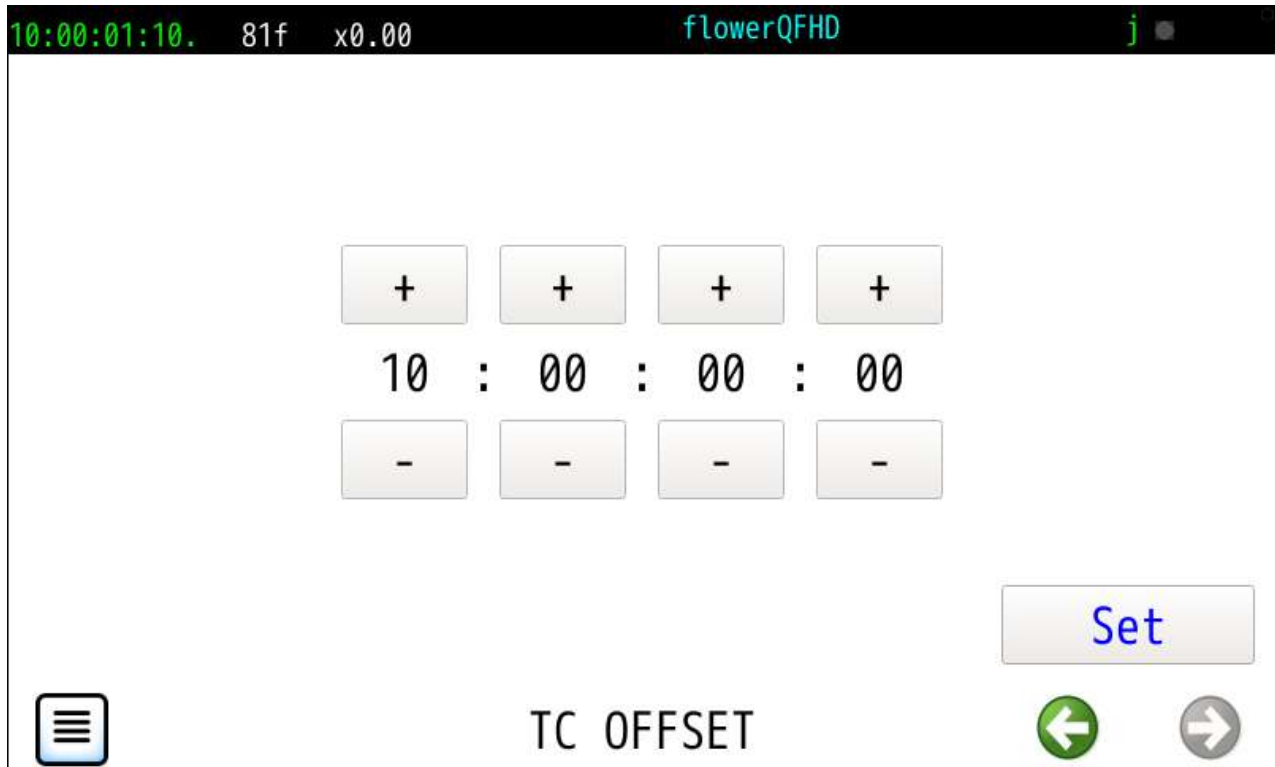 10:00:01:10. 81f x0.00 flowerQFHD j
+ + + +
10 : 00 : 00 : 00
- - - -
Set
TC OFFSET